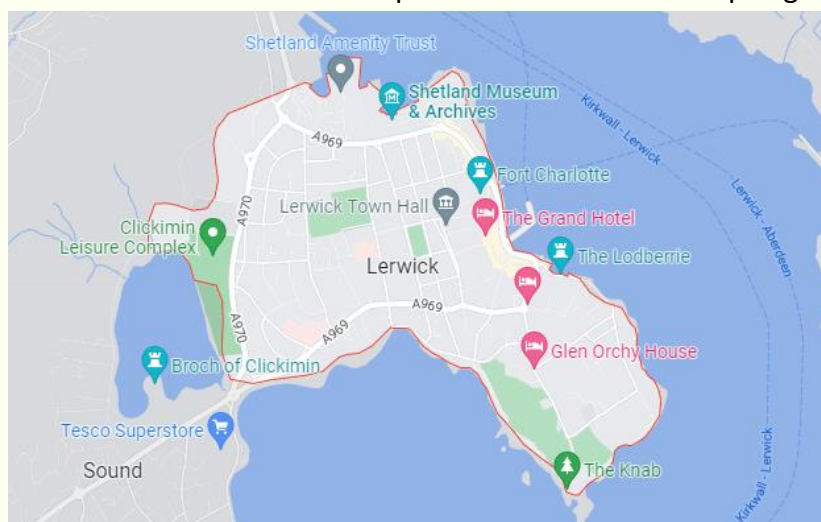 Shetland Amenity Trust
Shetland Museum
& Archives
Kirkwall - Lerwick
A969
Fort Charlotte
Lerwick - Aberdeen
Lerwick Town Hall
The Grand Hotel
A970
Clickimin
Leisure Complex
The Lodberrie
Lerwick
A969
A969
A970
Glen Orchy House
Broch of Clickimin
Tesco Superstore
Sound
The Knab
Kirkwall - Lerwick